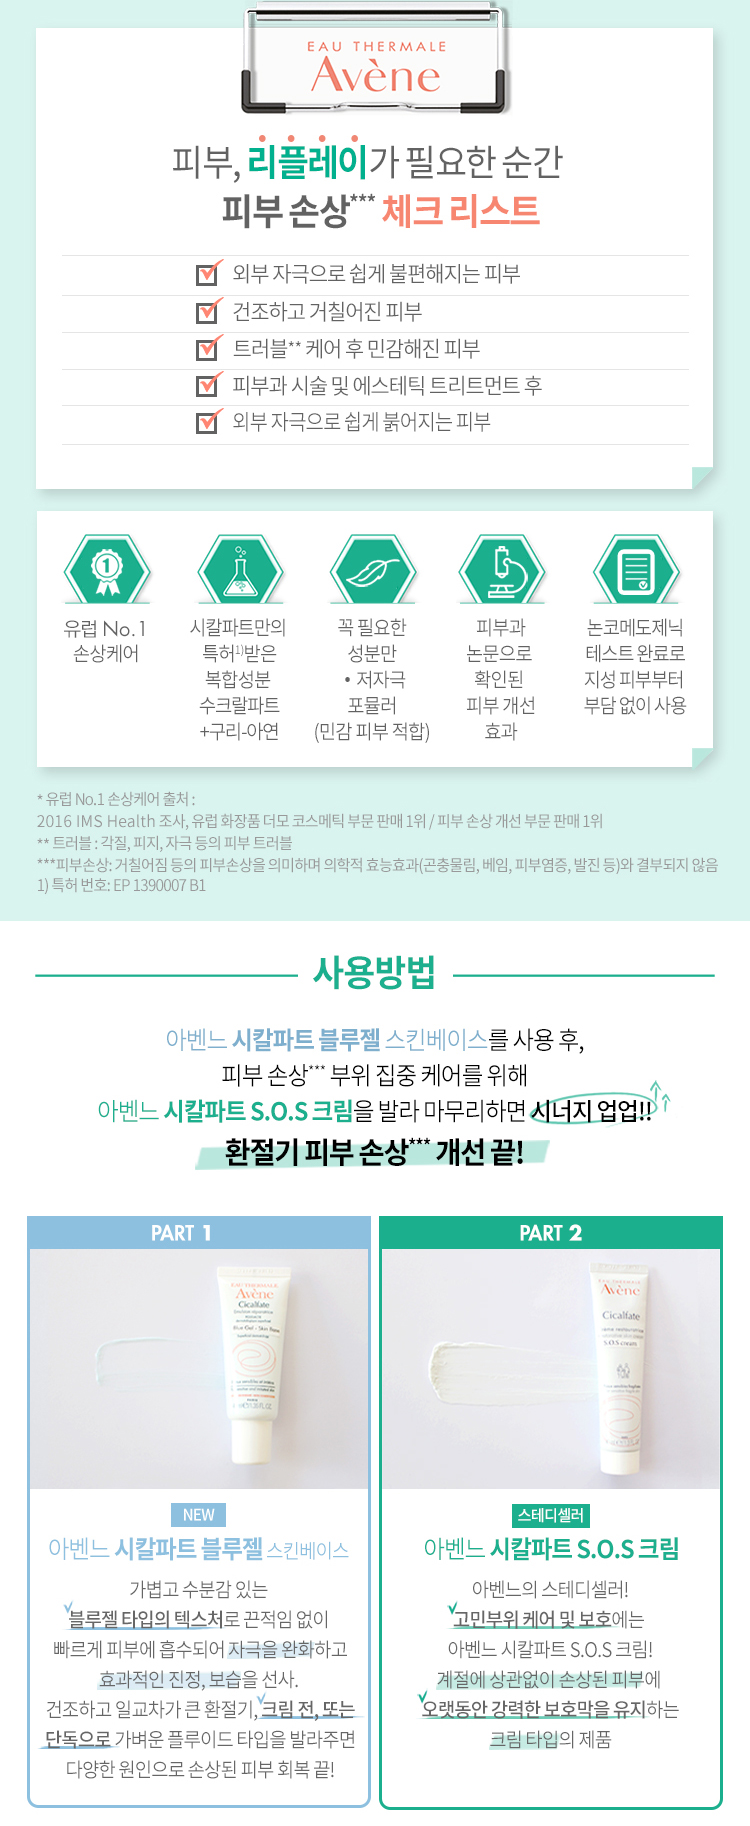 EAU THERMALE
Avène
피부, 리플레이가 필요한 순간
피부 손상*** 체크 리스트
외부 자극으로 쉽게 불편해지는 피부
건조하고 거칠어진 피부
트러블** 케어 후 민감해진 피부
피부과 시술 및 에스테틱 트리트먼트 후
외부 자극으로 쉽게 붉어지는 피부
1
유럽 No.1
손상케어
시칼파트만의
특허1)받은
복합성분
수크랄파트
+구리-아연
꼭 필요한
성분만
• 저자극
포뮬러
(민감 피부 적합)
피부과
논문으로
확인된
피부 개선
효과
논코메도제닉
테스트 완료로
지성 피부부터
부담 없이 사용
* 유럽 No.1 손상케어 출처 :
2016 IMS Health 조사, 유럽 화장품 더모 코스메틱 부문 판매 1위 / 피부 손상 개선 부문 판매 1위
** 트러블 : 각질, 피지, 자극 등의 피부 트러블
***피부손상: 거칠어짐 등의 피부손상을 의미하며 의학적 효능효과(곤충물림, 베임, 피부염증, 발진 등)와 결부되지 않음
1) 특허 번호: EP 1390007 B1
사용방법
아벤느 시칼파트 블루젤 스킨베이스를 사용 후,
피부 손상*** 부위 집중 케어를 위해
아벤느 시칼파트 S.O.S 크림을 발라 마무리하면 시너지 업업!!
환절기 피부 손상*** 개선 끝!
PART 1
EAU THERMALE
Avène
Cicalfate
Blue Gel - Skin Base
NEW
아벤느 시칼파트 블루젤 스킨베이스
가볍고 수분감 있는
블루젤 타입의 텍스처로 끈적임 없이
빠르게 피부에 흡수되어 자극을 완화하고
효과적인 진정, 보습을 선사.
건조하고 일교차가 큰 환절기, 크림 전, 또는
단독으로 가벼운 플루이드 타입을 발라주면
다양한 원인으로 손상된 피부 회복 끝!
PART 2
EAU THERMALE
Avène
Cicalfate
S.O.S cream
스테디셀러
아벤느 시칼파트 S.O.S 크림
아벤느의 스테디셀러!
고민부위 케어 및 보호에는
아벤느 시칼파트 S.O.S 크림!
계절에 상관없이 손상된 피부에
오랫동안 강력한 보호막을 유지하는
크림 타입의 제품